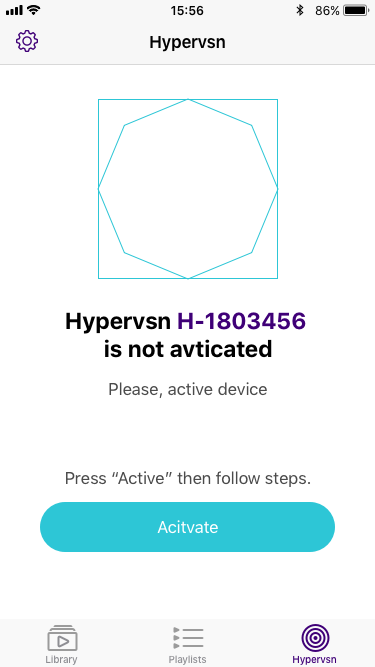 15:56
86%
Hypervsn
Hypervsn H-1803456
is not avticated
Please, active device
Press “Active” then follow steps.
Acitvate
Library
Playlists
Hypervsn